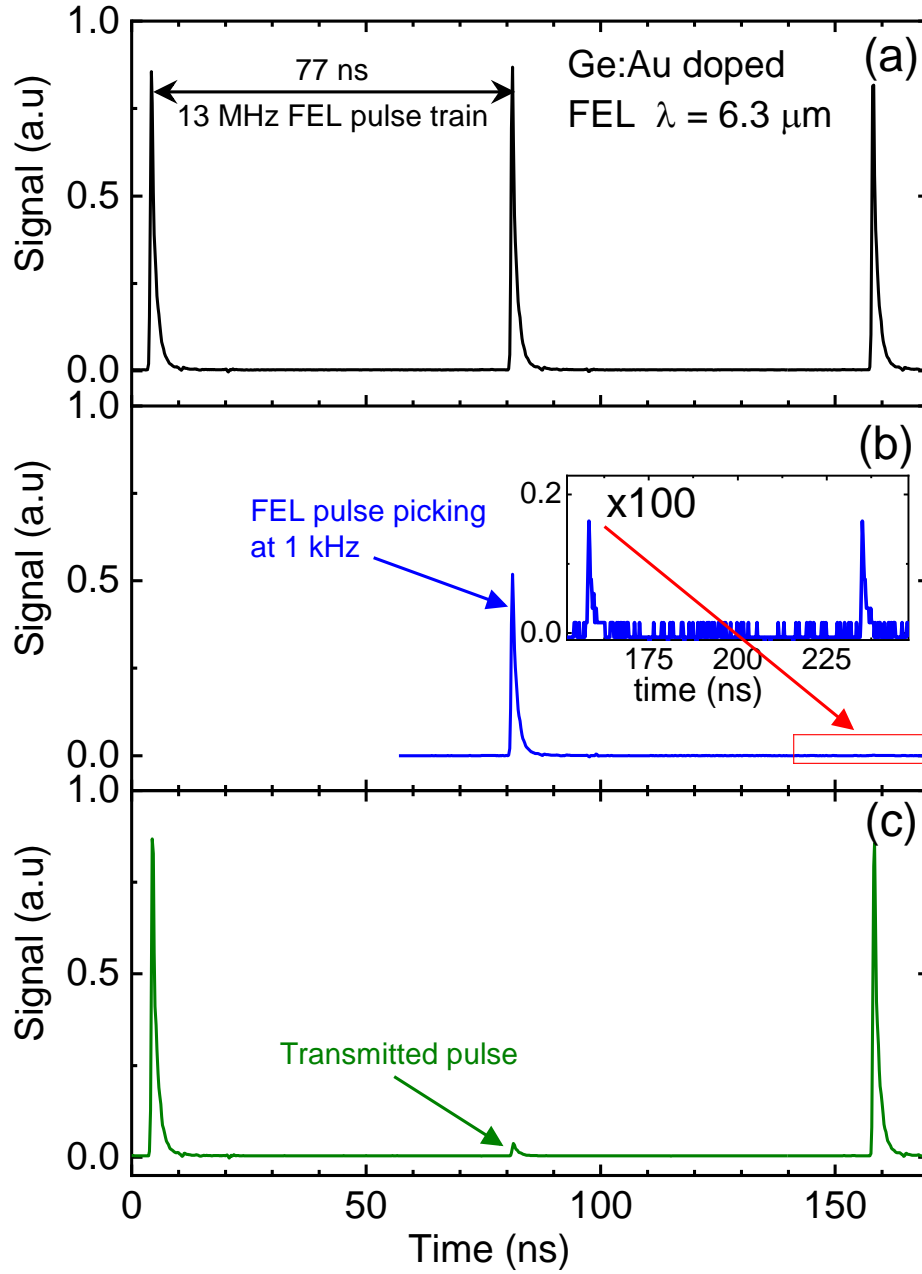 1.0
(a)
77 ns
Ge:Au doped
13 MHz FEL pulse train
FEL λ = 6.3 μm
Signal (a.u)
0.5
0.0
1.0
(b)
0.2
x100
FEL pulse picking
at 1 kHz
Signal (a.u)
0.5
0.0
175
200
225
time (ns)
0.0
1.0
(c)
Signal (a.u)
0.5
Transmitted pulse
0.0
0
50
100
150
Time (ns)